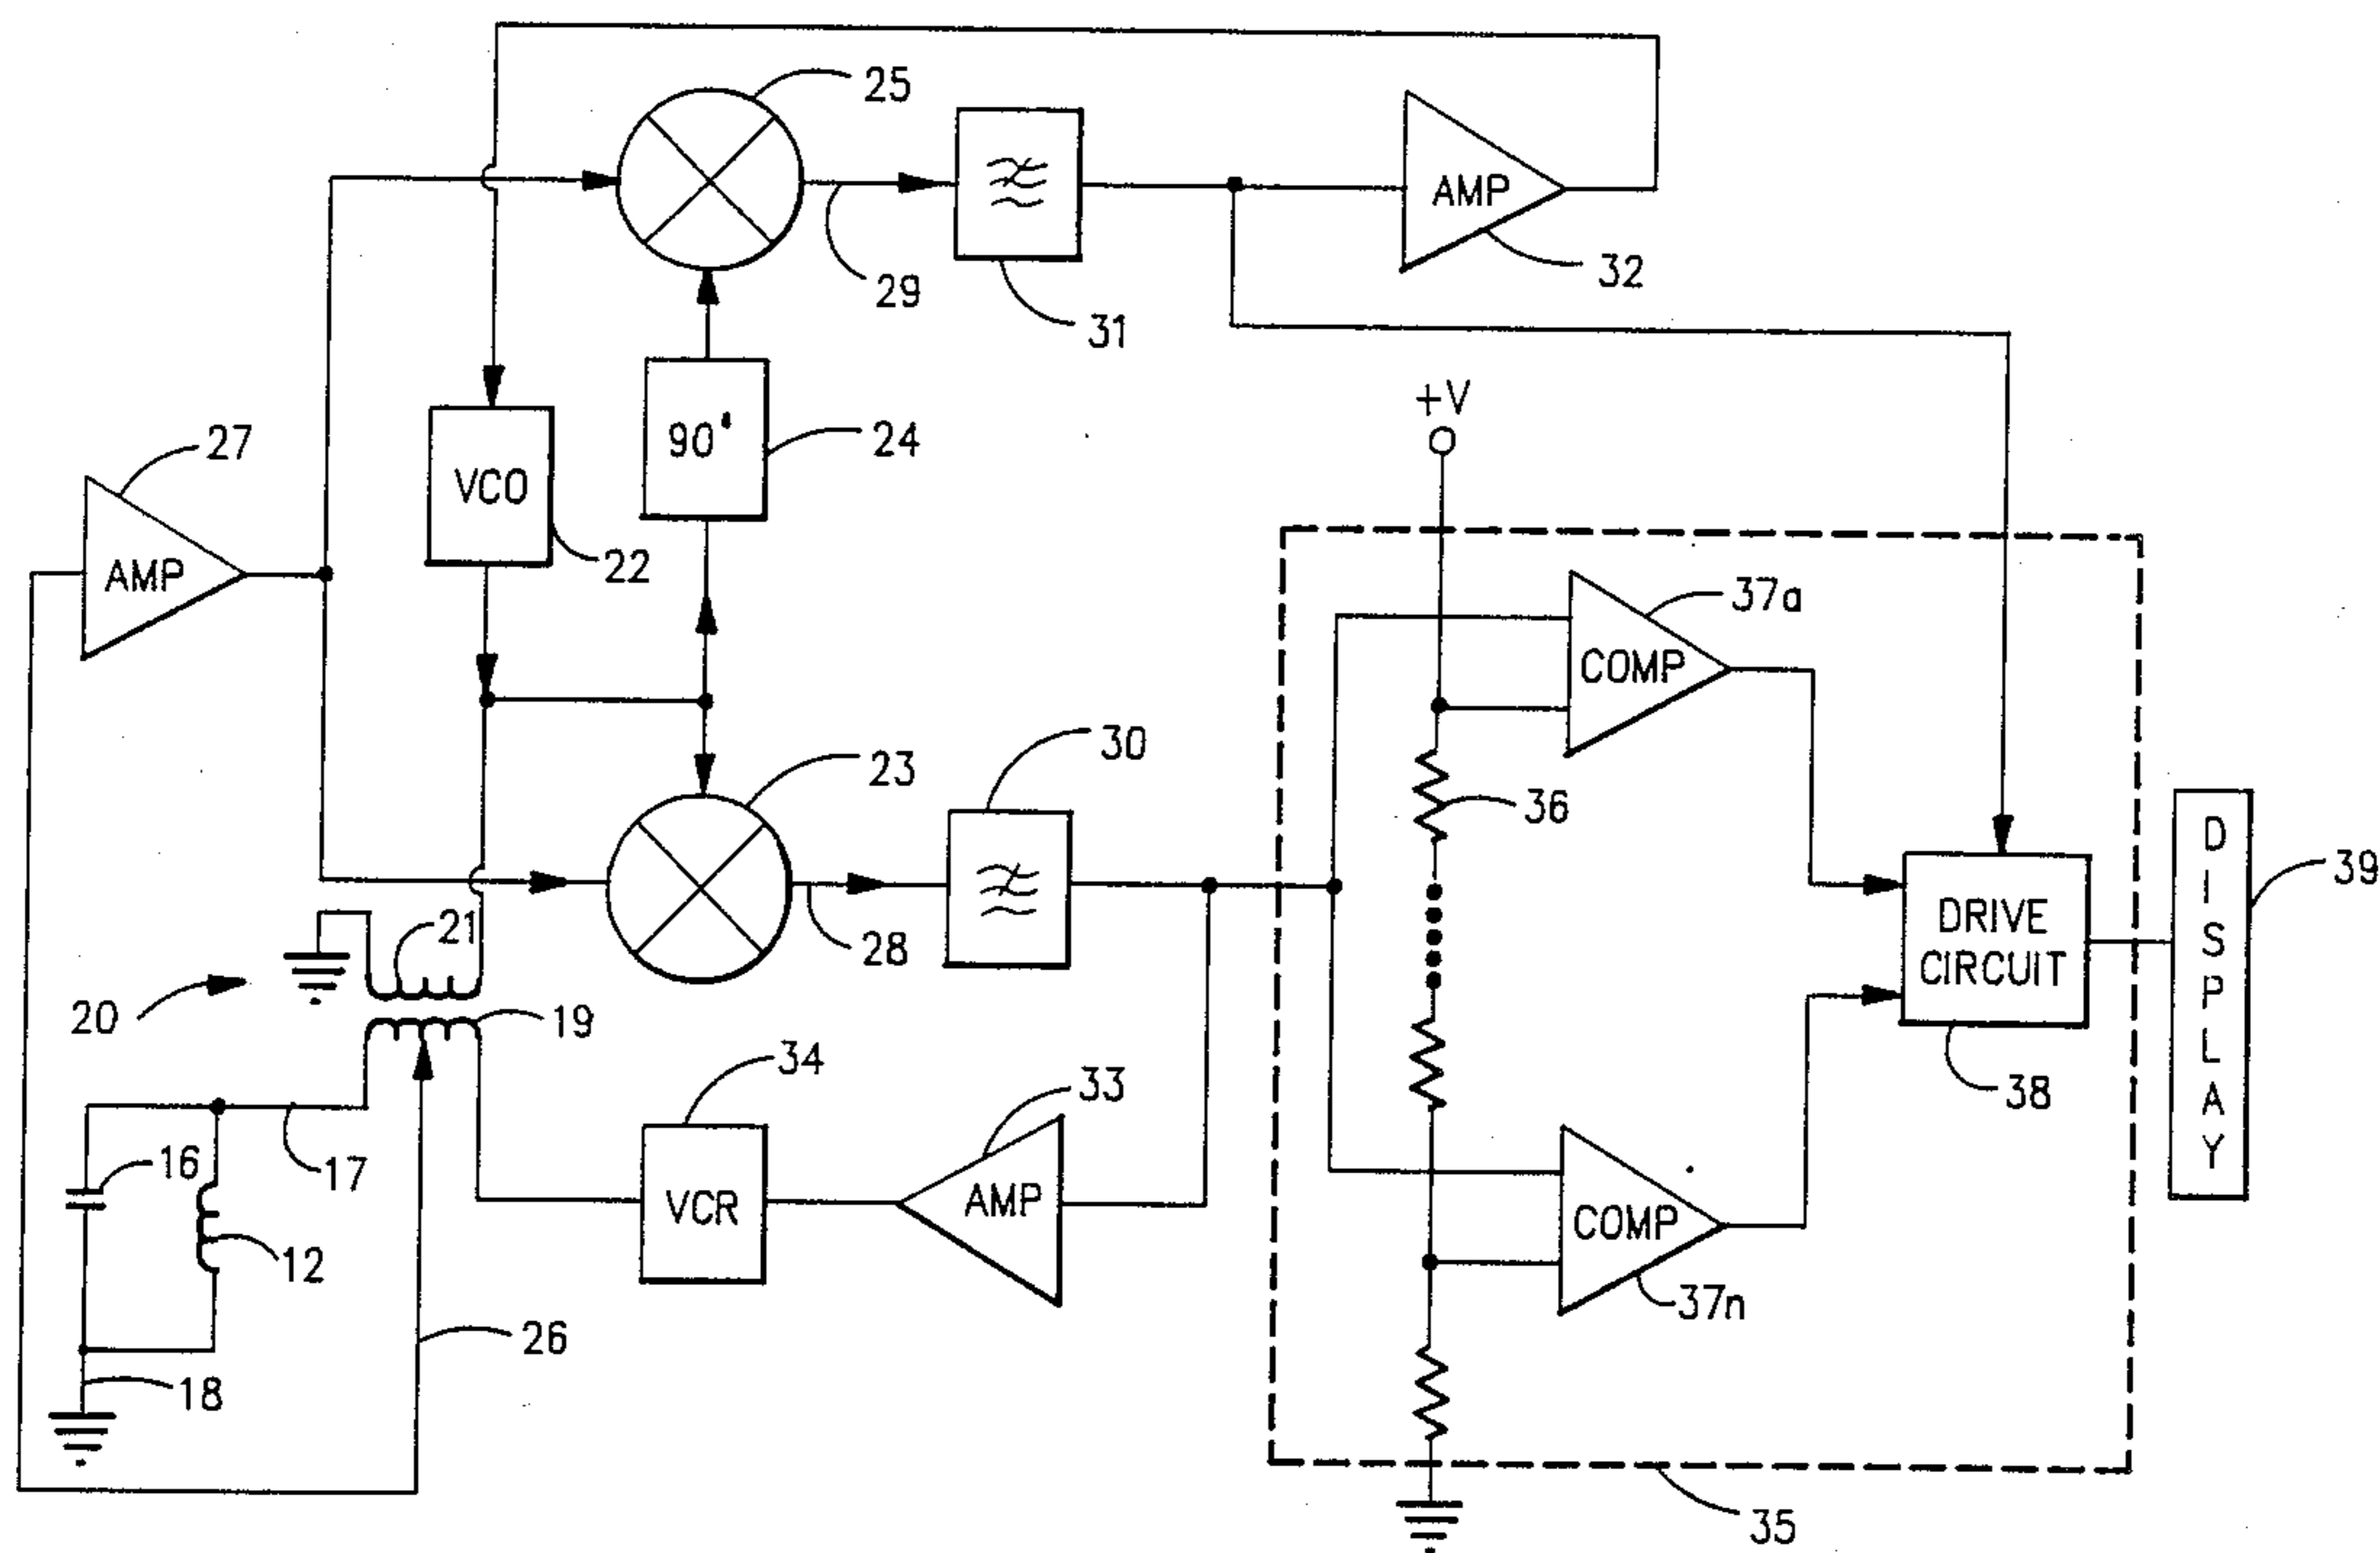 25
AMP
32
29
31
27
AMP
VCO
22
90°
24
+V
37a
COMP
23
30
36
28
21
20
19
DRIVE
CIRCUIT
38
DISPLAY
39
34
33
VCR
AMP
16
17
12
26
18
COMP
37n
35